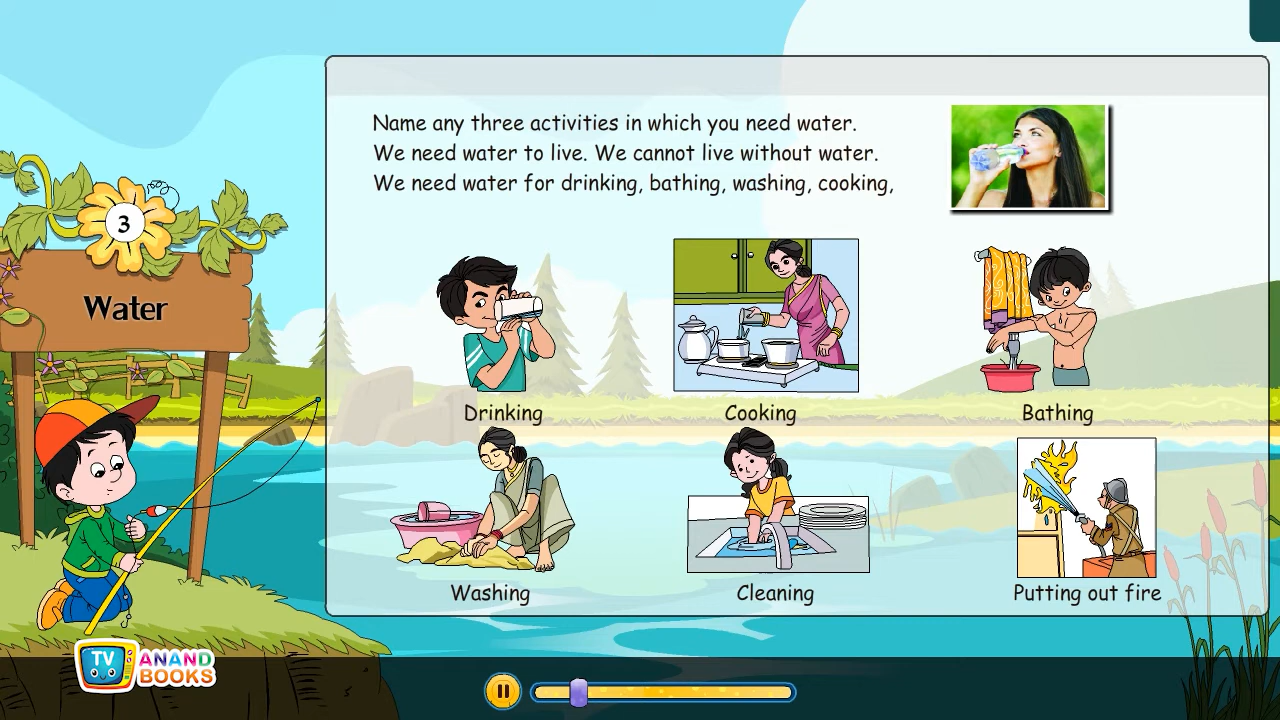 Name any three activities in which you need water.
We need water to live. We cannot live without water.
We need water for drinking, bathing, washing, cooking,
3
Water
Drinking
Cooking
Bathing
Washing
Cleaning
Putting out fire
TV
ANAND
BOOKS